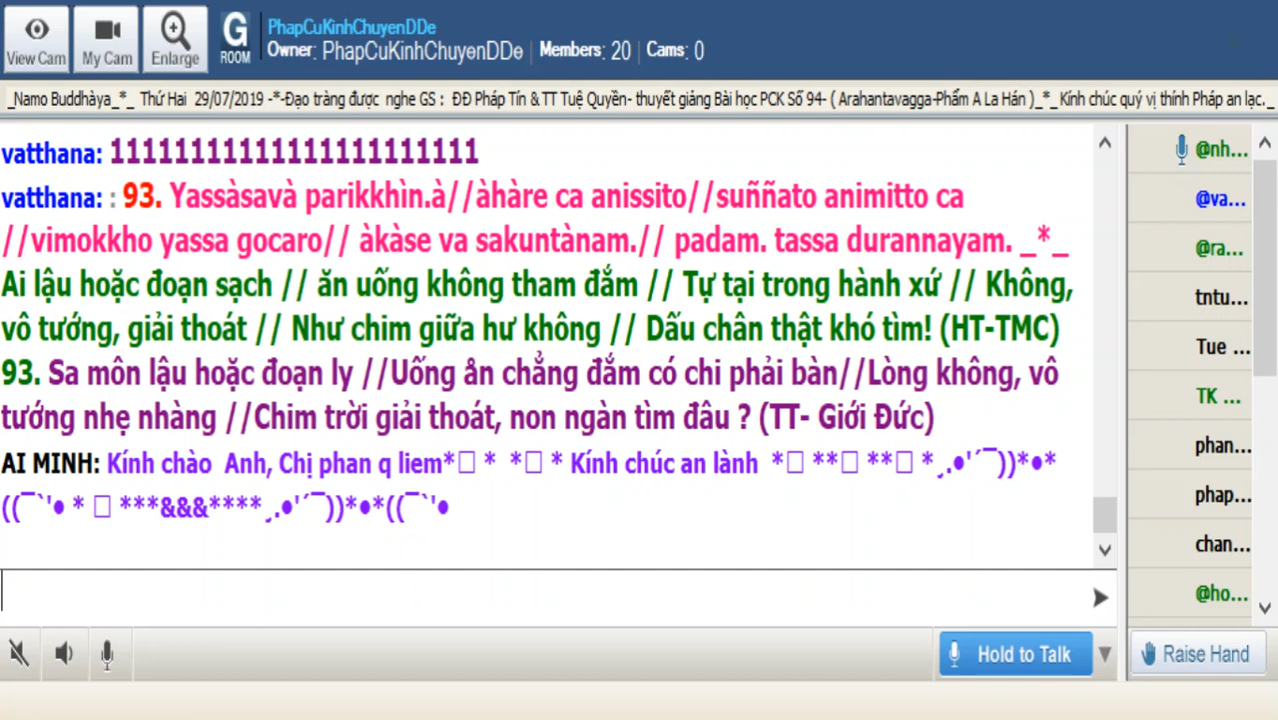 View Cam
My Cam
Enlarge
G
ROOM
PhapCuKinhChuyenDDe
Owner: PhapCuKinhChuyenDDe | Members: 20 | Cams: 0
_Namo Buddhàya_*_ Thứ Hai 29/07/2019 -*-Đạo tràng được nghe GS : ĐĐ Pháp Tín & TT Tuệ Quyền- thuyết giảng Bài học PCK Số 94- ( Arahantavagga-Phẩm A La Hán )_*_Kính chúc quý vị thính Pháp an lạc._
vatthana: 11111111111111111111111
vatthana: : 93. Yassàsavà parikkhìn.à//àhàre ca anissito//suññato animitto ca
//vimokkho yassa gocaro// àkàse va sakuntànam.// padam. tassa durannayam. _*_
Ai lậu hoặc đoạn sạch // ăn uống không tham đắm // Tự tại trong hành xứ // Không,
vô tướng, giải thoát // Như chim giữa hư không // Dấu chân thật khó tìm! (HT-TMC)
93. Sa môn lậu hoặc đoạn ly //Uống ån chẳng đắm có chi phải bàn//Lòng không, vô
tướng nhẹ nhàng //Chim trời giải thoát, non ngàn tìm đâu ? (TT- Giới Đức)
AI MINH: Kính chào Anh, Chị phan q liem*□ * *□ * Kính chúc an lành *□ **□ **□ *¸.•'´¯))*•*
((¯`'• * □ ***&&&****¸.•'´¯))*•*((¯`'•
@nh...
@va...
@ra...
tntu...
Tue ...
TK ...
phan...
phap...
chan...
@ho...
Hold to Talk
Raise Hand